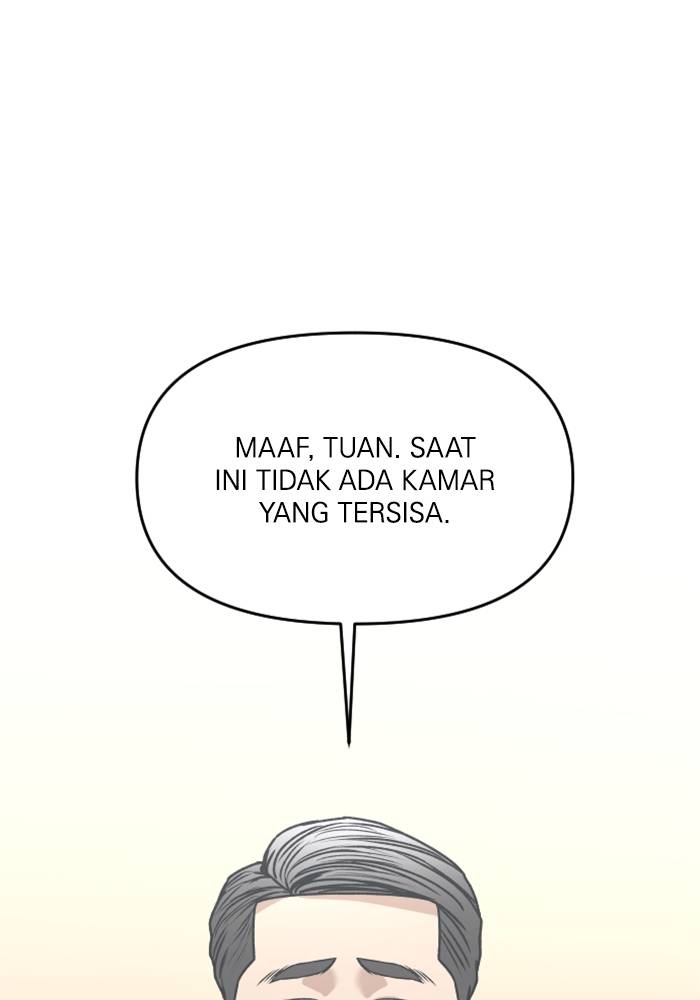 MAAF, TUAN. SAAT
INI TIDAK ADA KAMAR
YANG TERSISA.